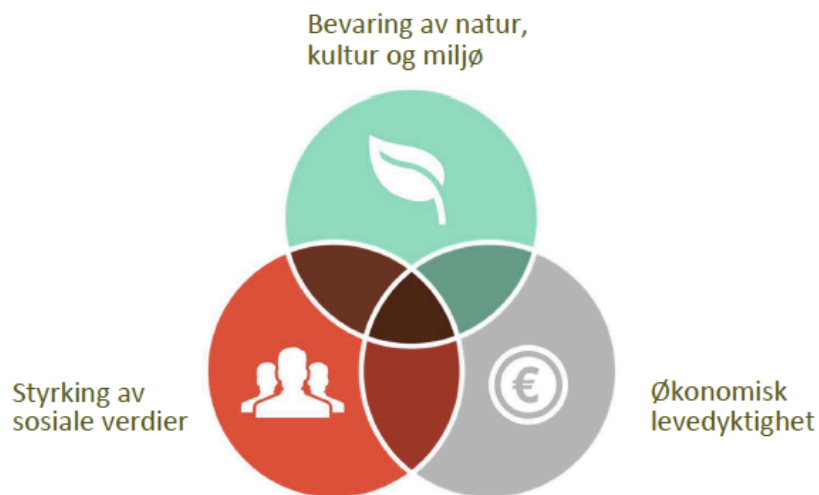 Bevaring av natur,
kultur og miljø
Styrking av
sosiale verdier
€
Økonomisk
levedyktighet